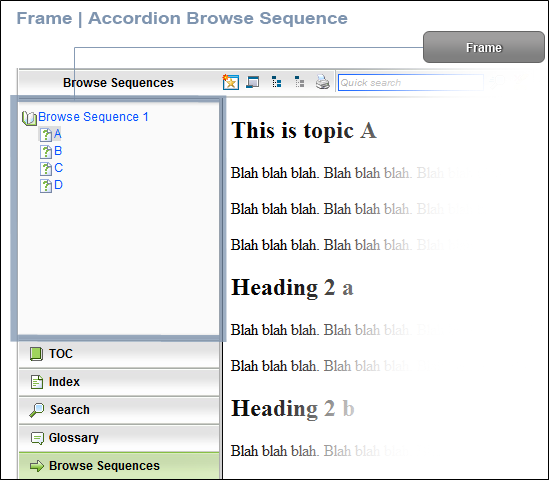 Frame | Accordion Browse Sequence
Frame
Browse Sequences
Quick search
Browse Sequence 1
A
B
C
D
TOC
Index
Search
Glossary
Browse Sequences
This is topic A
Blah blah blah. Blah blah blah. Blah
Blah blah blah. Blah blah blah. Blah
Blah blah blah. Blah blah blah. Blah
Heading 2 a
Blah blah blah. Blah blah blah.
Blah blah blah. Blah blah blah.
Heading 2 b
Blah blah blah. Blah blah blah.